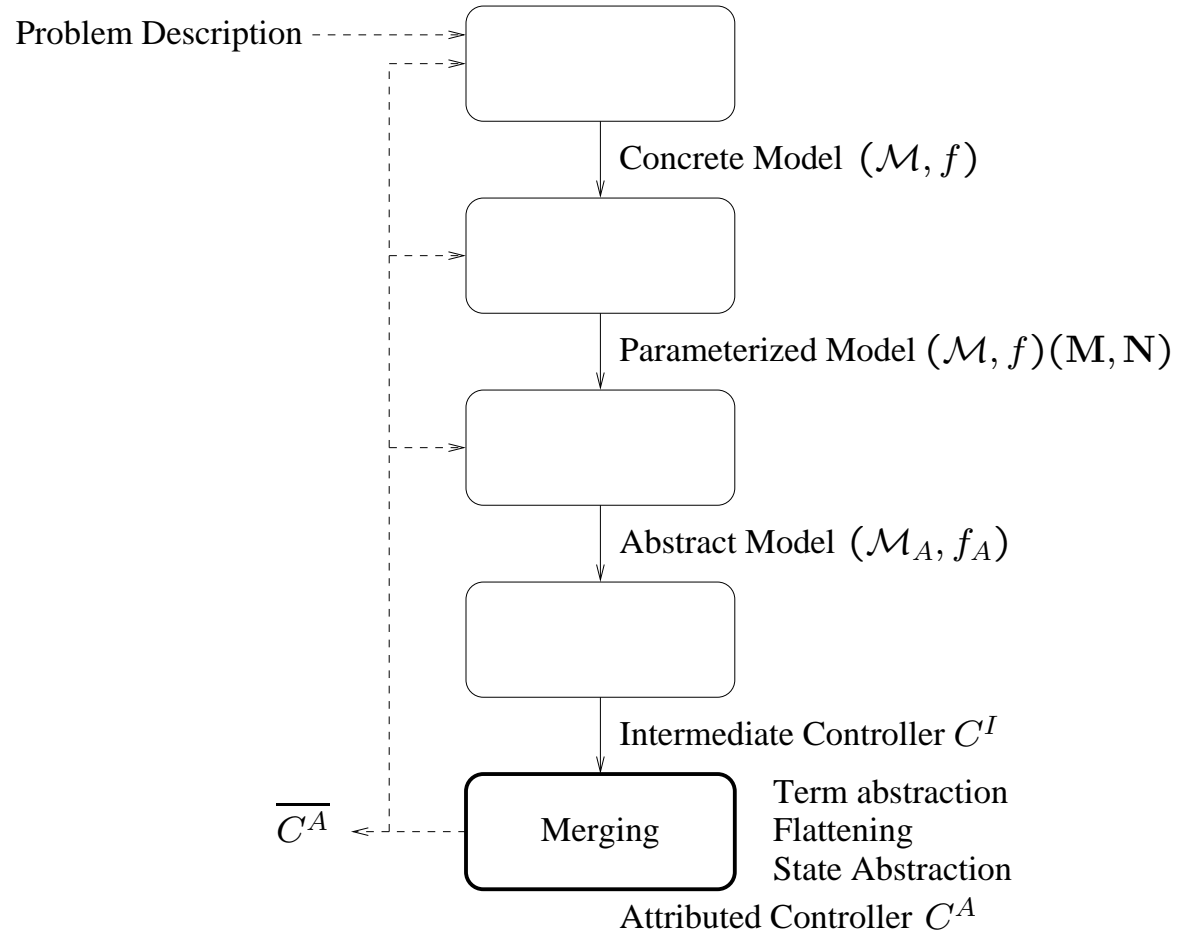 Problem Description
Concrete Model (ℳ, f)
Parameterized Model (ℳ, f)(𝐌, 𝐍)
Abstract Model (ℳ_A, f_A)
Intermediate Controller C^I
Term abstraction
\overline{C^A}
Merging
Flattening
State Abstraction
Attributed Controller C^A